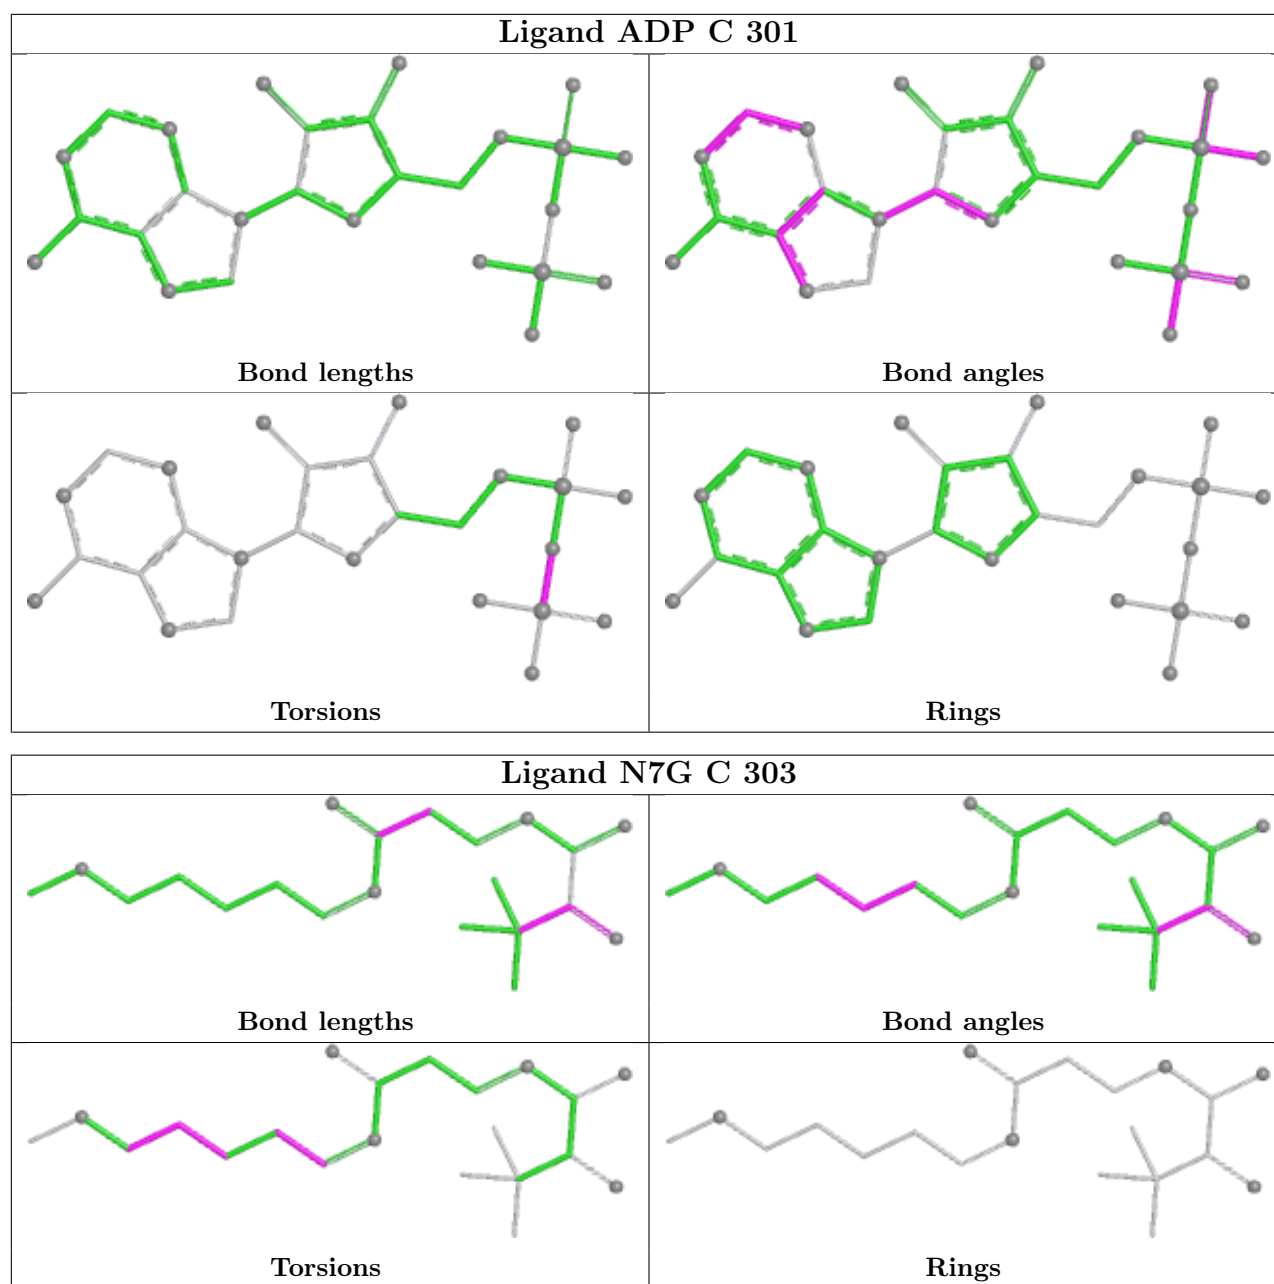 Ligand ADP C 301
Bond lengths
Bond angles
Torsions
Rings
Ligand N7G C 303
Bond lengths
Bond angles
Torsions
Rings